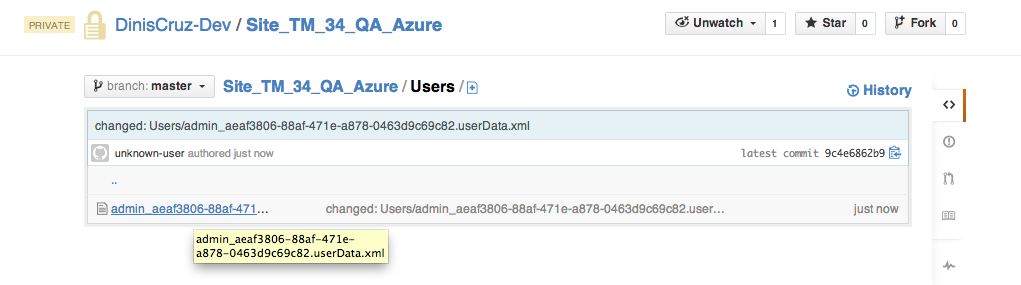 PRIVATE DinisCruz-Dev / Site_TM_34_QA_Azure Unwatch 1 Star 0 Fork 0
branch: master Site_TM_34_QA_Azure / Users / History
changed: Users/admin_aeaf3806-88af-471e-a878-0463d9c69c82.userData.xml
unknown-user authored just now latest commit 9c4e6862b9
..
admin_aeaf3806-88af-471... changed: Users/admin_aeaf3806-88af-471e-a878-0463d9c69c82.user... just now
admin_aeaf3806-88af-471e-
a878-0463d9c69c82.userData.xml